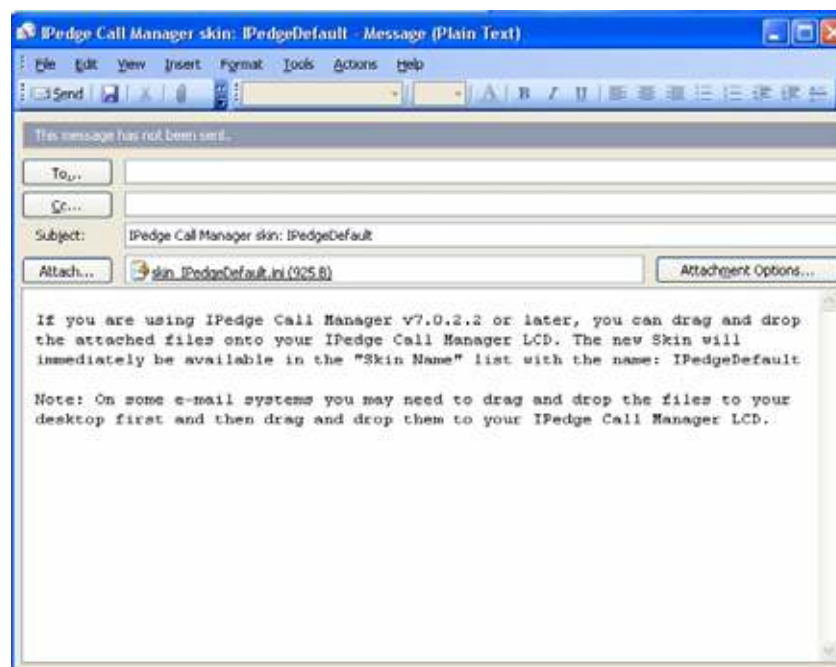 IPedge Call Manager skin: IPedgeDefault - Message (Plain Text)
File Edit View Insert Format Tools Actions Help
Send A B I U
This message has not been sent.
To...
Cc...
Subject: IPedge Call Manager skin: IPedgeDefault
Attach... skin_IPedgeDefault.ini (925 B) Attachment Options...
If you are using IPedge Call Manager v7.0.2.2 or later, you can drag and drop
the attached files onto your IPedge Call Manager LCD. The new Skin will
immediately be available in the "Skin Name" list with the name: IPedgeDefault
Note: On some e-mail systems you may need to drag and drop the files to your
desktop first and then drag and drop them to your IPedge Call Manager LCD.